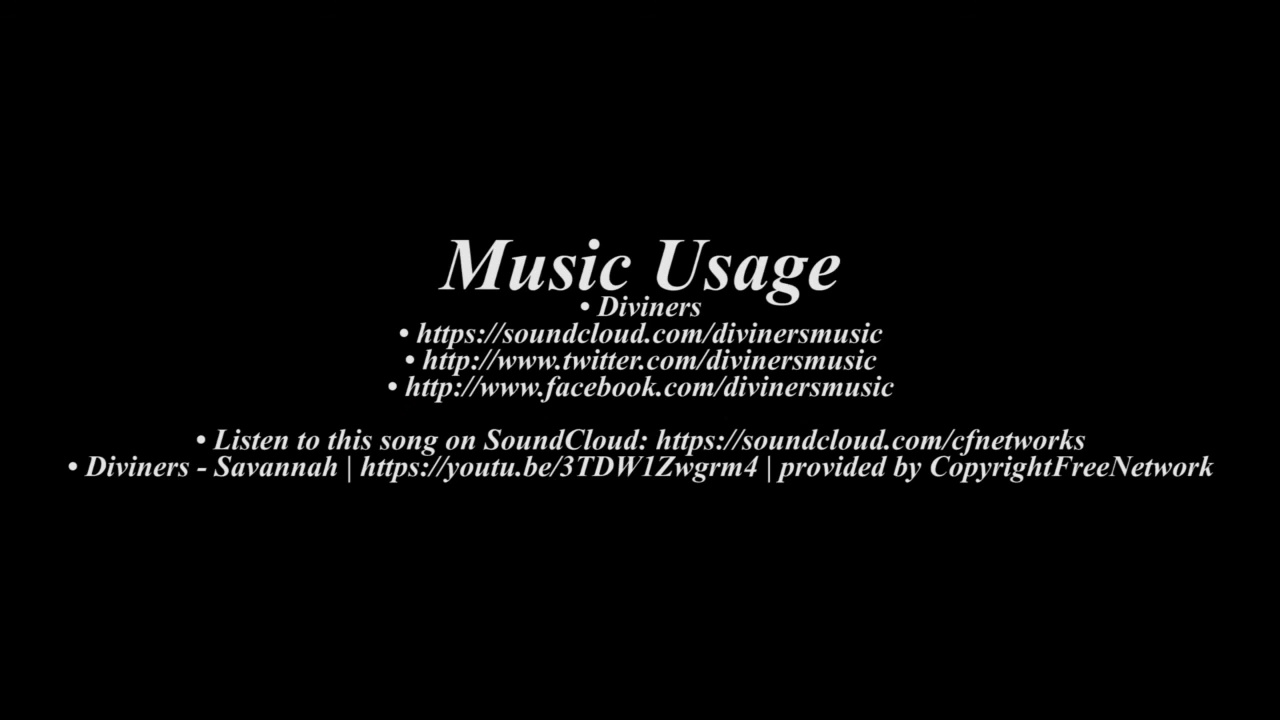 Music Usage
• Diviners
• https://soundcloud.com/divinersmusic
• http://www.twitter.com/divinersmusic
• http://www.facebook.com/divinersmusic
• Listen to this song on SoundCloud: https://soundcloud.com/cfnetworks
• Diviners - Savannah | https://youtu.be/3TDW1Zwgrm4 | provided by CopyrightFreeNetwork